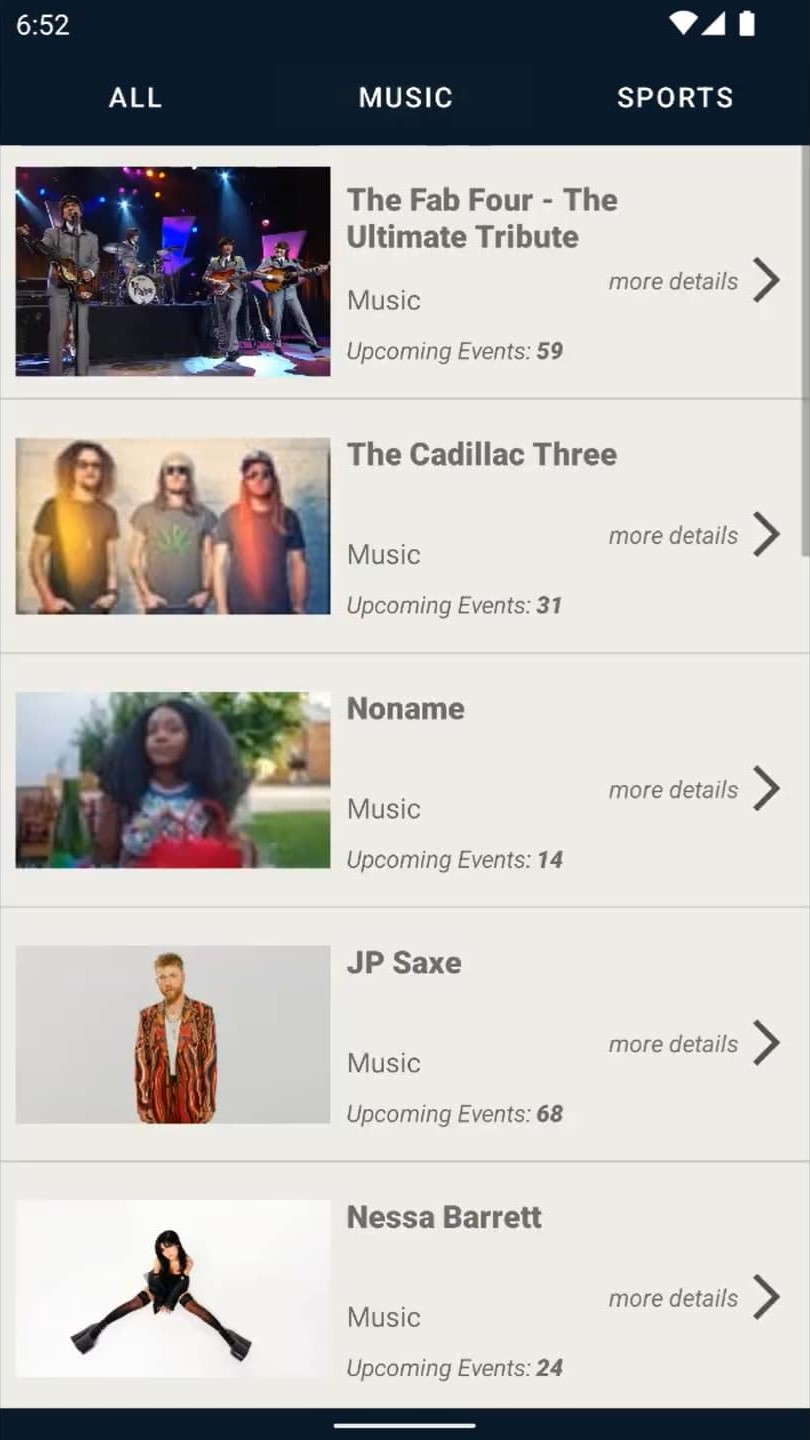 6:52
ALL MUSIC SPORTS
The Fab Four - The
Ultimate Tribute
more details
Music
Upcoming Events: 59
The Cadillac Three
more details
Music
Upcoming Events: 31
Noname
more details
Music
Upcoming Events: 14
JP Saxe
more details
Music
Upcoming Events: 68
Nessa Barrett
more details
Music
Upcoming Events: 24